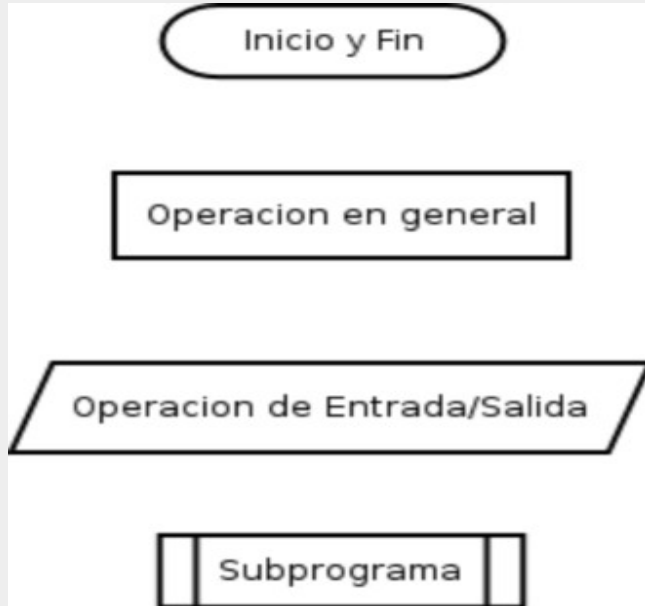 Inicio y Fin
Operacion en general
Operacion de Entrada/Salida
Subprograma